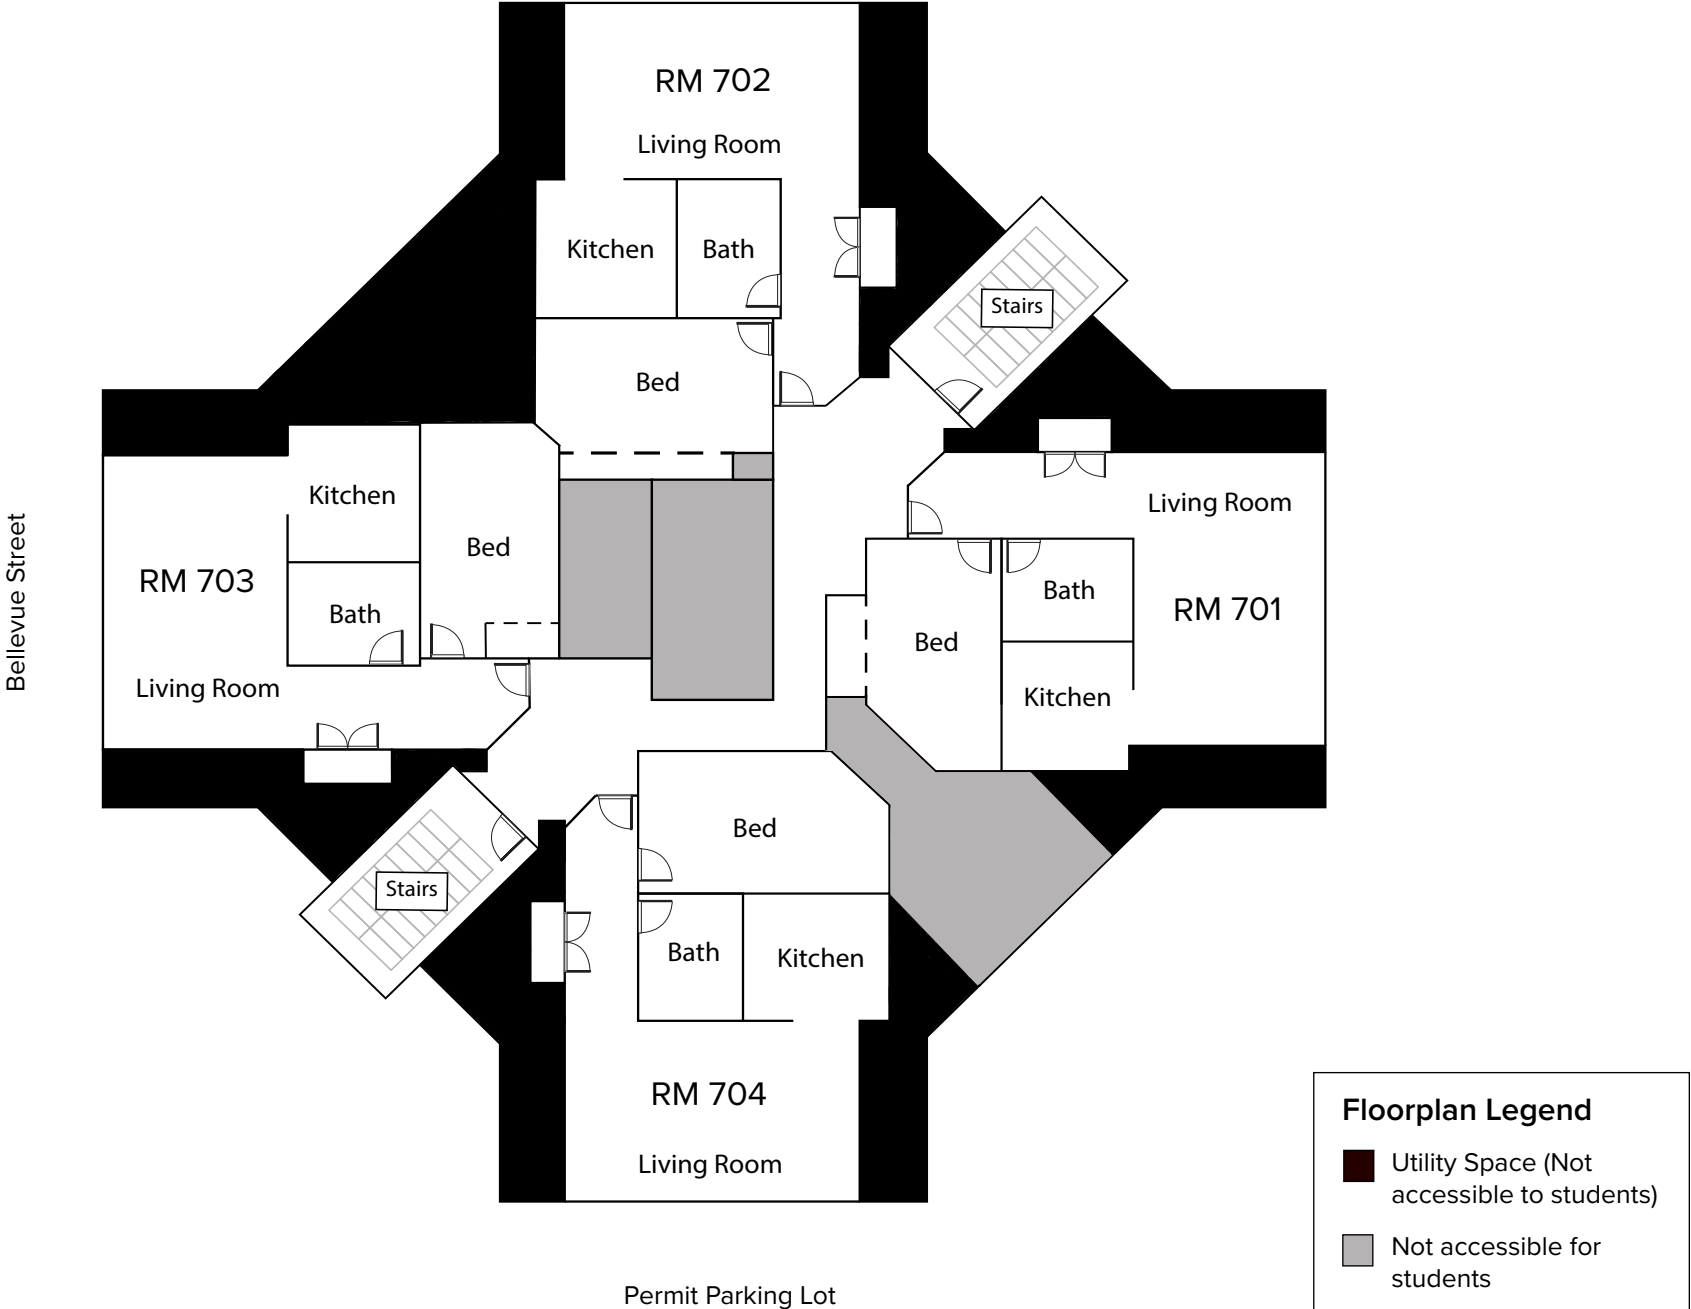 RM 702
Living Room
Kitchen
Bath
Stairs
Bed
Kitchen
Bed
RM 703
Bath
Living Room
Living Room
Bath
RM 701
Bed
Kitchen
Bellevue Street
Stairs
Bed
Bath
Kitchen
RM 704
Living Room
Permit Parking Lot
Floorplan Legend
Utility Space (Not
accessible to students)
Not accessible for
students